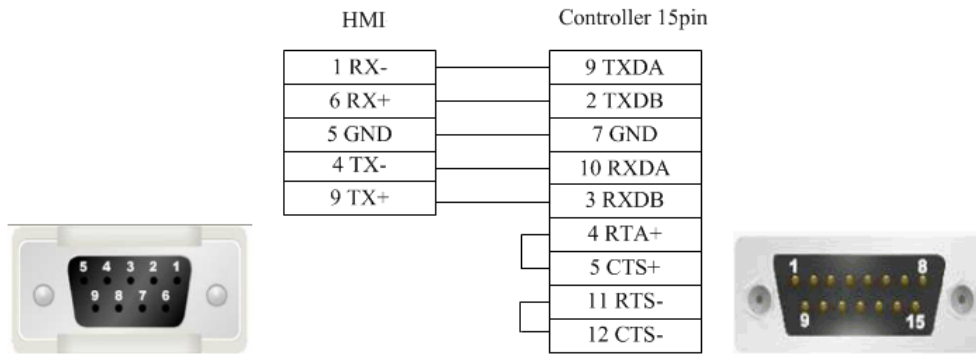 HMI
Controller 15pin
1 RX-
9 TXDA
6 RX+
2 TXDB
5 GND
7 GND
4 TX-
10 RXDA
9 TX+
3 RXDB
4 RTA+
5 CTS+
11 RTS-
12 CTS-
5 4 3 2 1
9 8 7 6
1 8
9 15